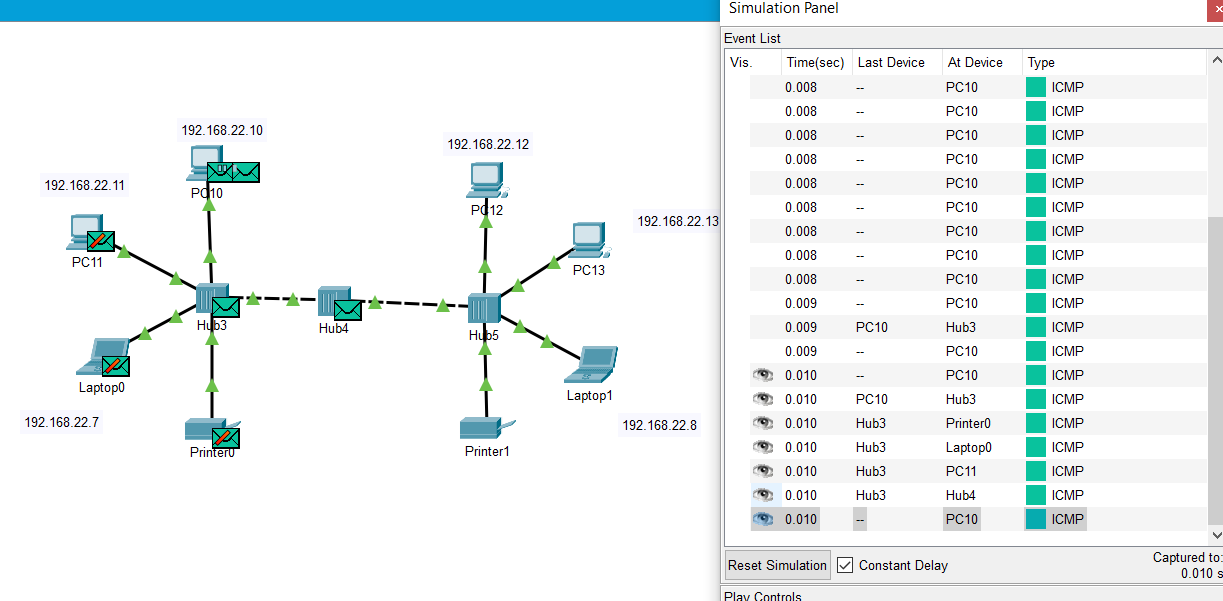 Simulation Panel
×
Event List
Vis. Time(sec) Last Device At Device Type
0.008 -- PC10 ICMP
0.008 -- PC10 ICMP
0.008 -- PC10 ICMP
0.008 -- PC10 ICMP
0.008 -- PC10 ICMP
0.008 -- PC10 ICMP
0.008 -- PC10 ICMP
0.008 -- PC10 ICMP
0.008 -- PC10 ICMP
0.009 -- PC10 ICMP
0.009 PC10 Hub3 ICMP
0.009 -- PC10 ICMP
0.010 -- PC10 ICMP
0.010 PC10 Hub3 ICMP
0.010 Hub3 Printer0 ICMP
0.010 Hub3 Laptop0 ICMP
0.010 Hub3 PC11 ICMP
0.010 Hub3 Hub4 ICMP
0.010 -- PC10 ICMP
Reset Simulation
Constant Delay
Captured to:
0.010 s
Play Controls
192.168.22.10
PC10
192.168.22.12
PC12
192.168.22.11
PC11
192.168.22.13
PC13
Hub3
Hub4
Hub5
Laptop0
192.168.22.7
Laptop1
192.168.22.8
Printer0
Printer1